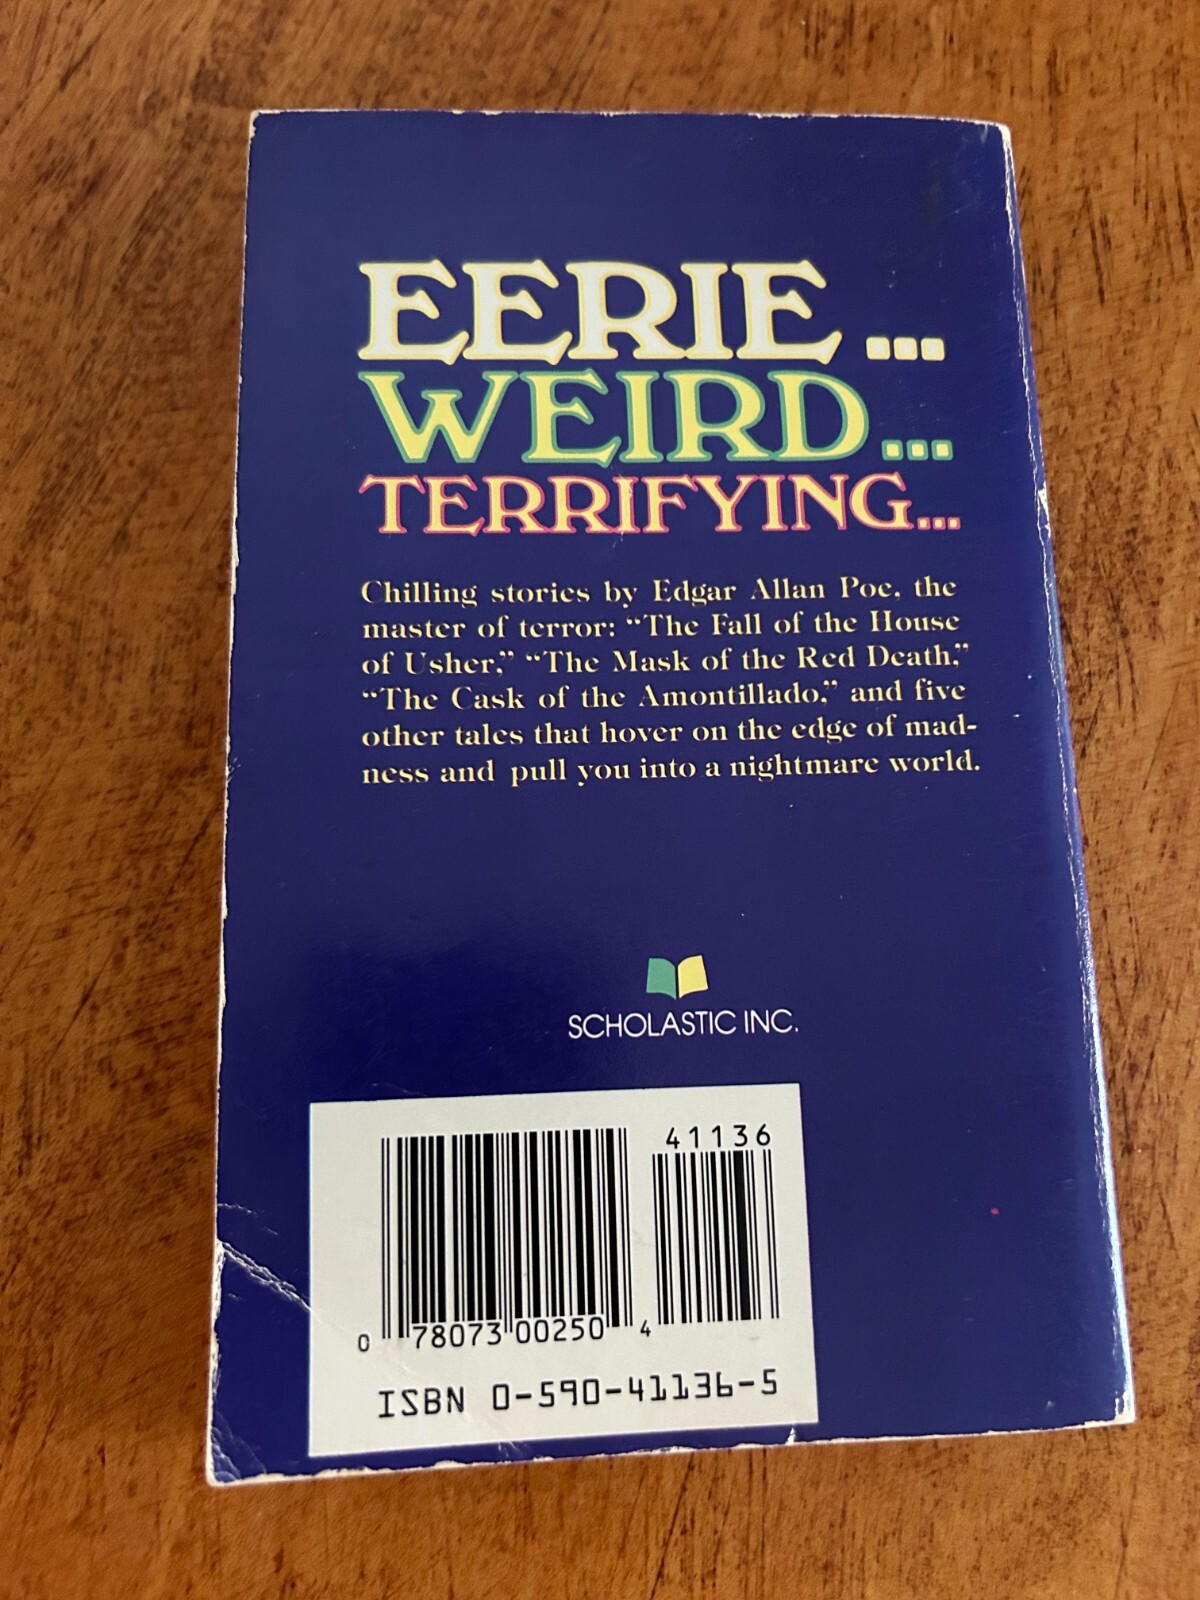 EERIE...
WEIRD...
TERRIFYING...
Chilling stories by Edgar Allan Poe, the
master of terror: “The Fall of the House
of Usher,” “The Mask of the Red Death,”
“The Cask of the Amontillado,” and five
other tales that hover on the edge of mad-
ness and pull you into a nightmare world.
SCHOLASTIC INC.
41136
0 78073 00250 4
ISBN 0-590-41136-5